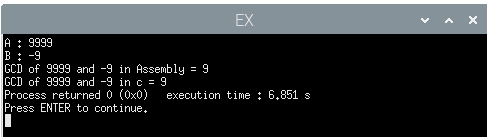 EX
A : 9999
B : -9
GCD of 9999 and -9 in Assembly = 9
GCD of 9999 and -9 in c = 9
Process returned 0 (0x0)   execution time : 6.851 s
Press ENTER to continue.